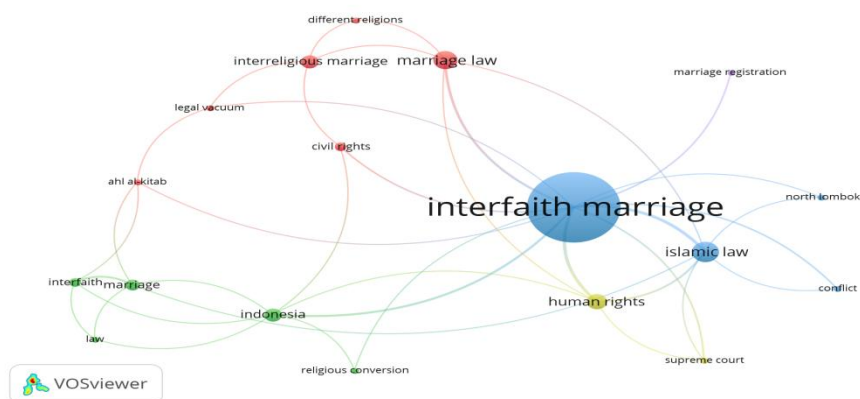 different religions
interreligious marriage
marriage law
marriage registration
legal vacuum
civil rights
ahl al-kitab
interfaith marriage
north lombok
islamic law
interfaith
marriage
conflict
human rights
indonesia
law
supreme court
religious conversion
VOSviewer